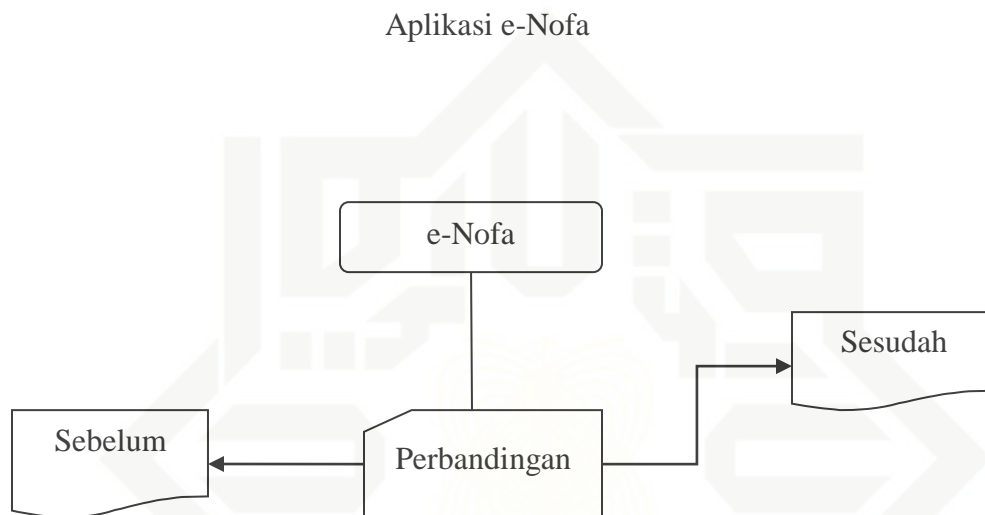 Aplikasi e-Nofa
e-Nofa
Sesudah
Sebelum
Perbandingan